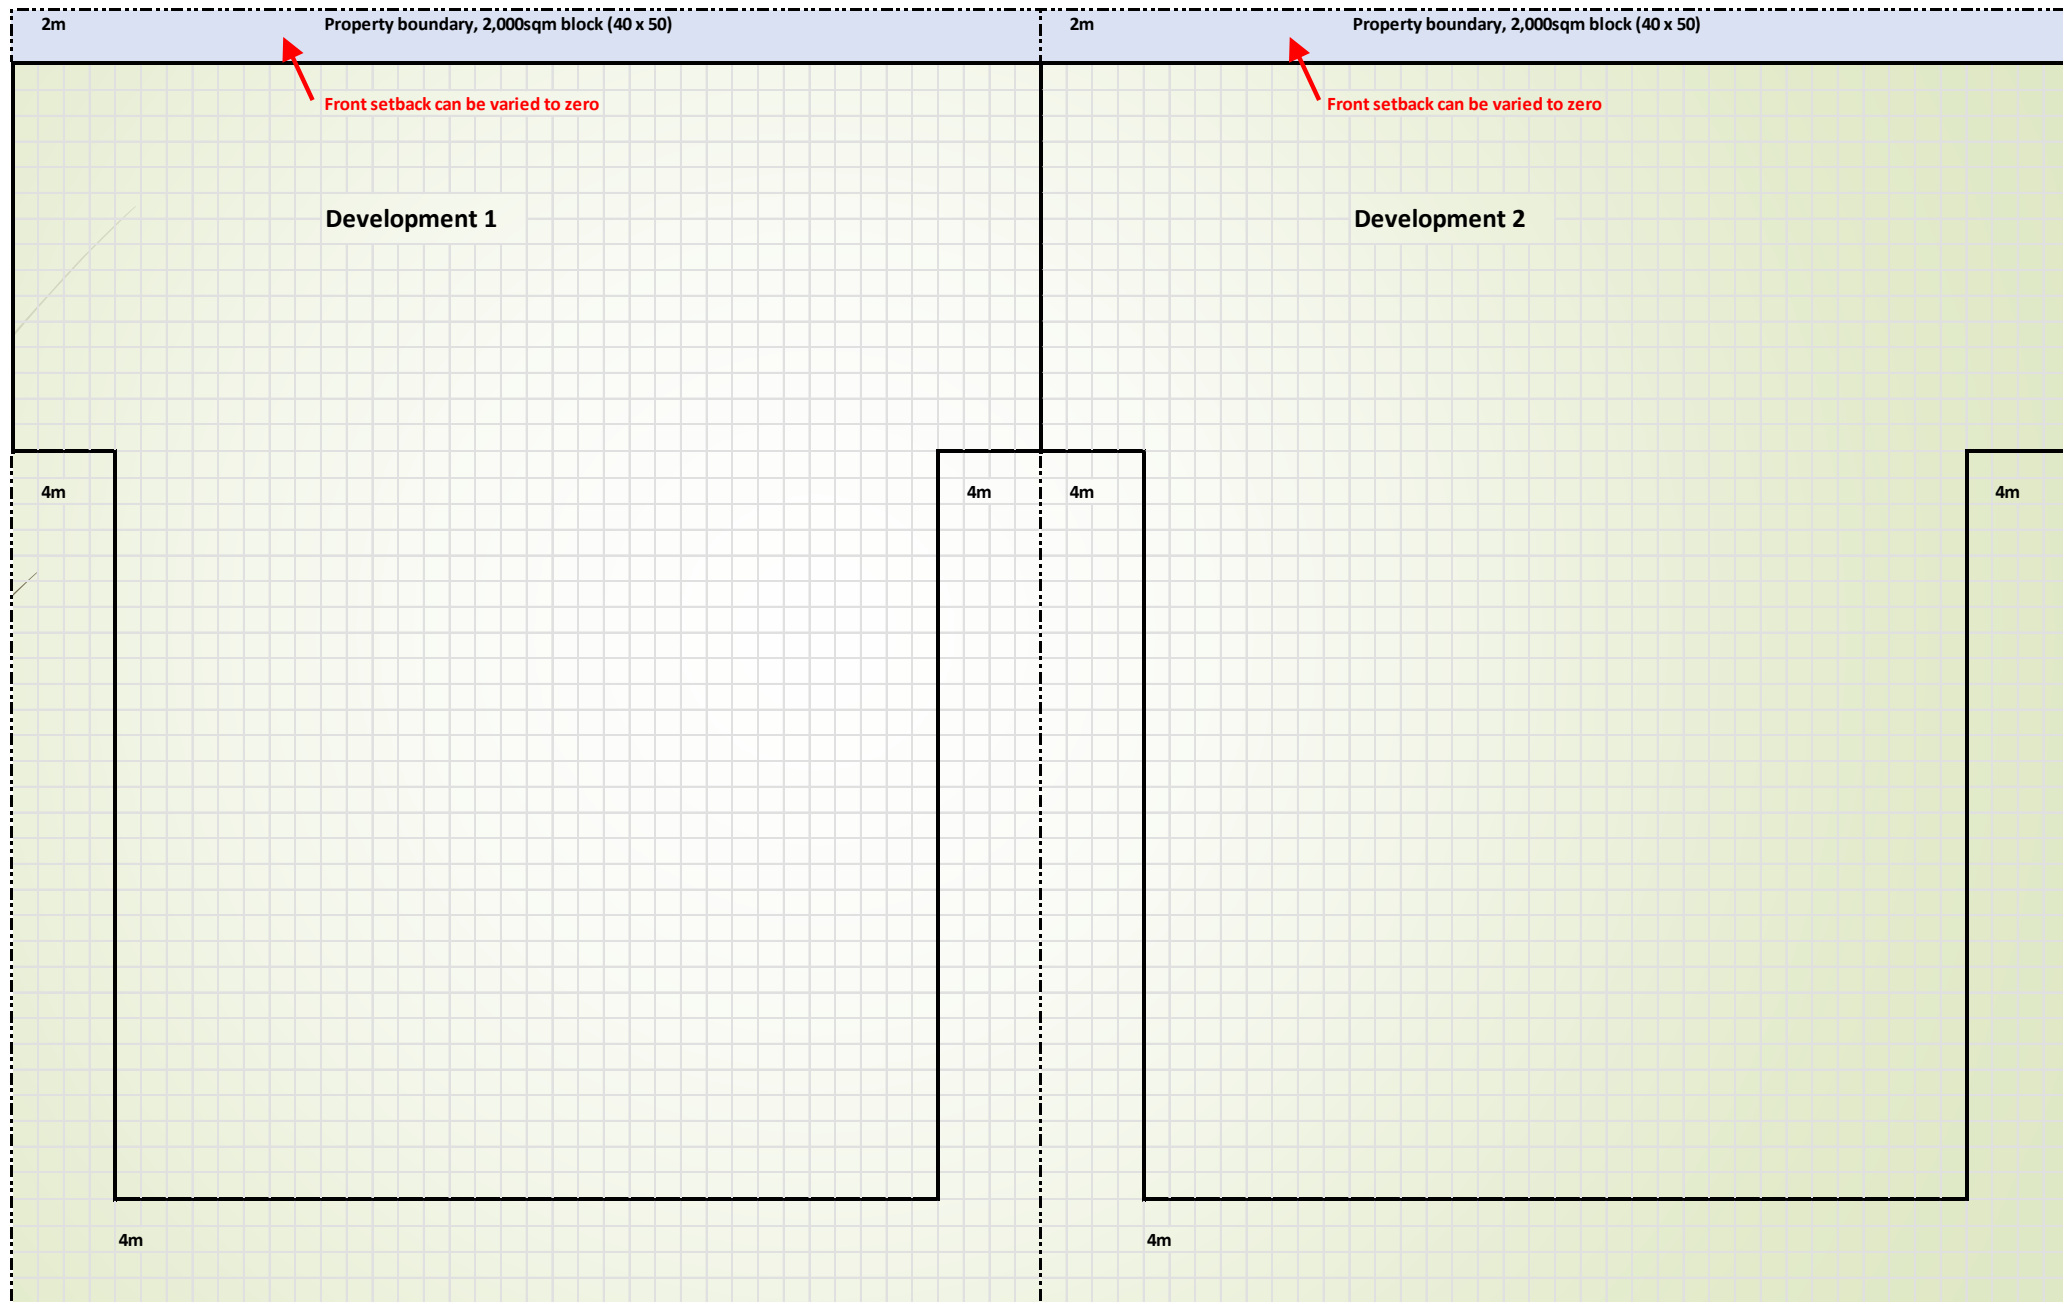 2m Property boundary, 2,000sqm block (40 x 50) 2m Property boundary, 2,000sqm block (40 x 50)
Front setback can be varied to zero Front setback can be varied to zero
Development 1 Development 2
4m 4m 4m 4m
4m 4m